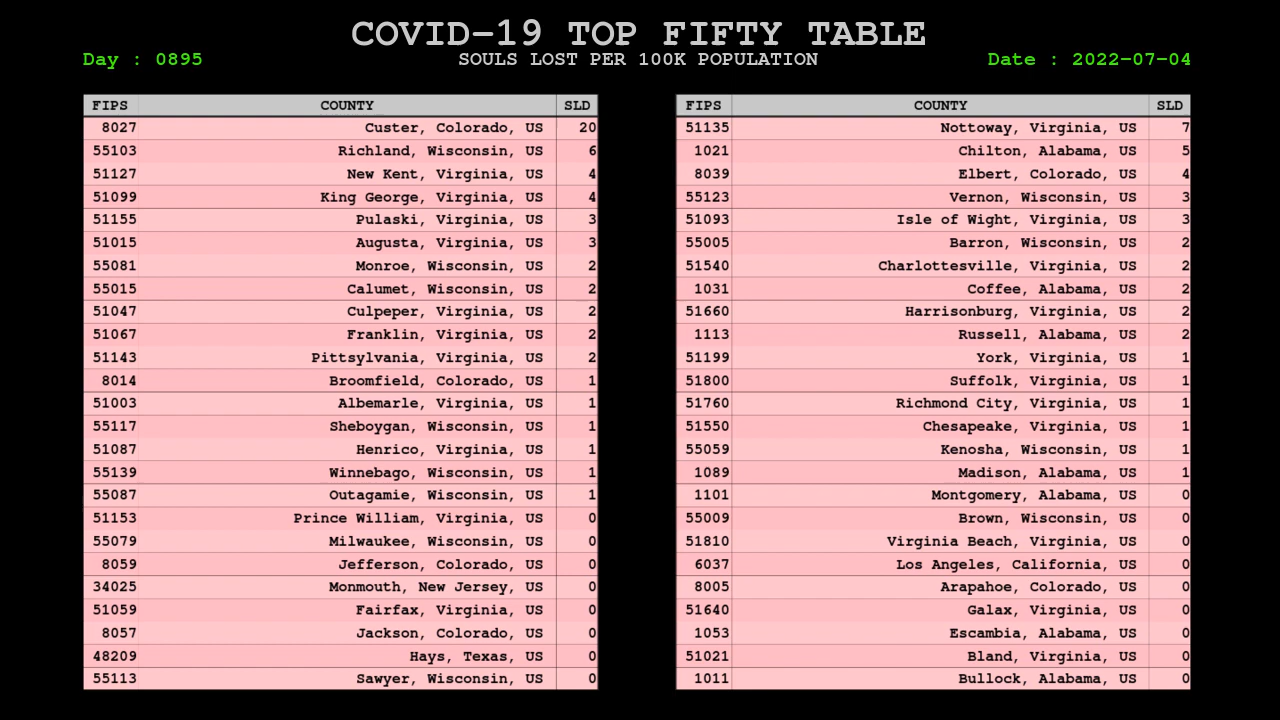 COVID-19 TOP FIFTY TABLE
Day : 0895 SOULS LOST PER 100K POPULATION Date : 2022-07-04
FIPS COUNTY SLD
8027 Custer, Colorado, US 20
55103 Richland, Wisconsin, US 6
51127 New Kent, Virginia, US 4
51099 King George, Virginia, US 4
51155 Pulaski, Virginia, US 3
51015 Augusta, Virginia, US 3
55081 Monroe, Wisconsin, US 2
55015 Calumet, Wisconsin, US 2
51047 Culpeper, Virginia, US 2
51067 Franklin, Virginia, US 2
51143 Pittsylvania, Virginia, US 2
8014 Broomfield, Colorado, US 1
51003 Albemarle, Virginia, US 1
55117 Sheboygan, Wisconsin, US 1
51087 Henrico, Virginia, US 1
55139 Winnebago, Wisconsin, US 1
55087 Outagamie, Wisconsin, US 1
51153 Prince William, Virginia, US 0
55079 Milwaukee, Wisconsin, US 0
8059 Jefferson, Colorado, US 0
34025 Monmouth, New Jersey, US 0
51059 Fairfax, Virginia, US 0
8057 Jackson, Colorado, US 0
48209 Hays, Texas, US 0
55113 Sawyer, Wisconsin, US 0
FIPS COUNTY SLD
51135 Nottoway, Virginia, US 7
1021 Chilton, Alabama, US 5
8039 Elbert, Colorado, US 4
55123 Vernon, Wisconsin, US 3
51093 Isle of Wight, Virginia, US 3
55005 Barron, Wisconsin, US 2
51540 Charlottesville, Virginia, US 2
1031 Coffee, Alabama, US 2
51660 Harrisonburg, Virginia, US 2
1113 Russell, Alabama, US 2
51199 York, Virginia, US 1
51800 Suffolk, Virginia, US 1
51760 Richmond City, Virginia, US 1
51550 Chesapeake, Virginia, US 1
55059 Kenosha, Wisconsin, US 1
1089 Madison, Alabama, US 1
1101 Montgomery, Alabama, US 0
55009 Brown, Wisconsin, US 0
51810 Virginia Beach, Virginia, US 0
6037 Los Angeles, California, US 0
8005 Arapahoe, Colorado, US 0
51640 Galax, Virginia, US 0
1053 Escambia, Alabama, US 0
51021 Bland, Virginia, US 0
1011 Bullock, Alabama, US 0